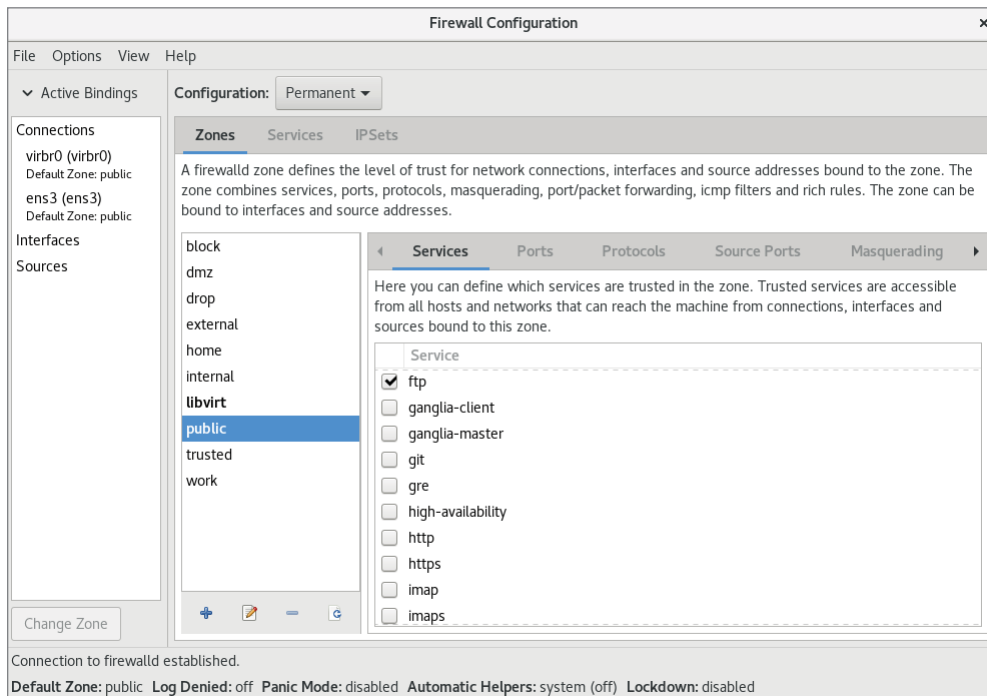 Firewall Configuration
File Options View Help
Active Bindings
Configuration: Permanent
Connections
virbr0 (virbr0)
Default Zone: public
ens3 (ens3)
Default Zone: public
Interfaces
Sources
Change Zone
Zones Services IPSets
A firewalld zone defines the level of trust for network connections, interfaces and source addresses bound to the zone. The
zone combines services, ports, protocols, masquerading, port/packet forwarding, icmp filters and rich rules. The zone can be
bound to interfaces and source addresses.
block
dmz
drop
external
home
internal
libvirt
public
trusted
work
Services Ports Protocols Source Ports Masquerading
Here you can define which services are trusted in the zone. Trusted services are accessible
from all hosts and networks that can reach the machine from connections, interfaces and
sources bound to this zone.
Service
ftp
ganglia-client
ganglia-master
git
gre
high-availability
http
https
imap
imaps
Connection to firewalld established.
Default Zone: public Log Denied: off Panic Mode: disabled Automatic Helpers: system (off) Lockdown: disabled